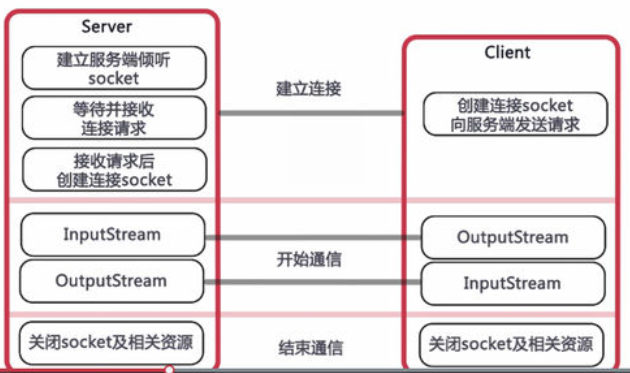 Server
建立服务端倾听
socket
等待并接收
连接请求
接收请求后
创建连接socket
建立连接
Client
创建连接socket
向服务端发送请求
InputStream
OutputStream
开始通信
OutputStream
InputStream
关闭socket及相关资源
结束通信
关闭socket及相关资源